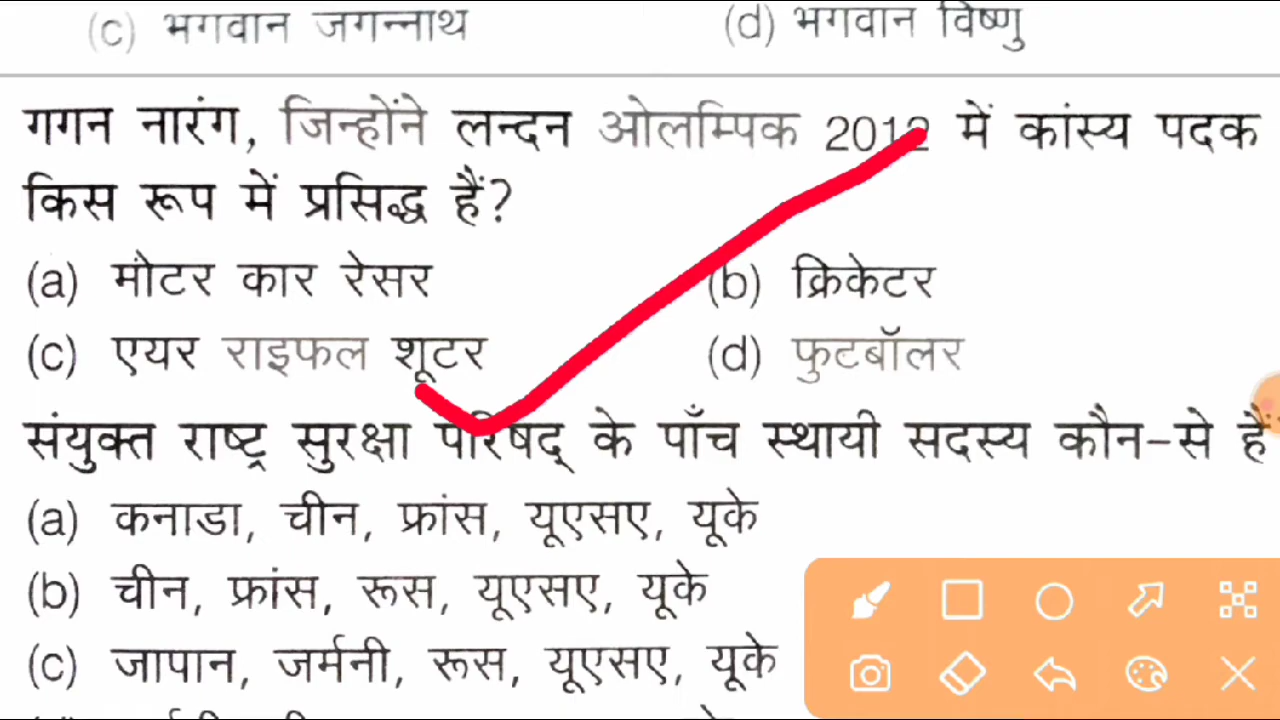 (c) भगवान जगन्नाथ (d) भगवान विष्णु
गगन नारंग, जिन्होंने लन्दन ओलम्पिक 2012 में कांस्य पदक
किस रूप में प्रसिद्ध हैं?
(a) मोटर कार रेसर (b) क्रिकेटर
(c) एयर राइफल शूटर (d) फुटबॉलर
संयुक्त राष्ट्र सुरक्षा परिषद् के पाँच स्थायी सदस्य कौन-से हैं
(a) कनाडा, चीन, फ्रांस, यूएसए, यूके
(b) चीन, फ्रांस, रूस, यूएसए, यूके
(c) जापान, जर्मनी, रूस, यूएसए, यूके